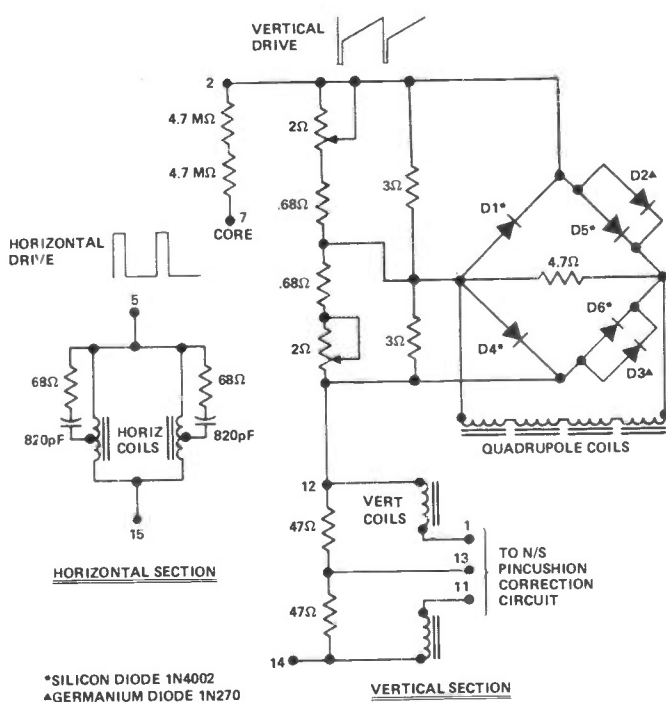 VERTICAL
DRIVE
2
4.7 MΩ
4.7 MΩ
7
CORE
2Ω
.68Ω
.68Ω
2Ω
3Ω
3Ω
D1*
D2▲
D5*
4.7Ω
D6*
D4*
D3▲
QUADRUPOLE COILS
HORIZONTAL
DRIVE
5
68Ω
68Ω
820pF
HORIZ
COILS
820pF
15
HORIZONTAL SECTION
12
VERT
COILS
47Ω
47Ω
1
13
11
TO N/S
PINCUSHION
CORRECTION
CIRCUIT
14
VERTICAL SECTION
*SILICON DIODE 1N4002
▲GERMANIUM DIODE 1N270